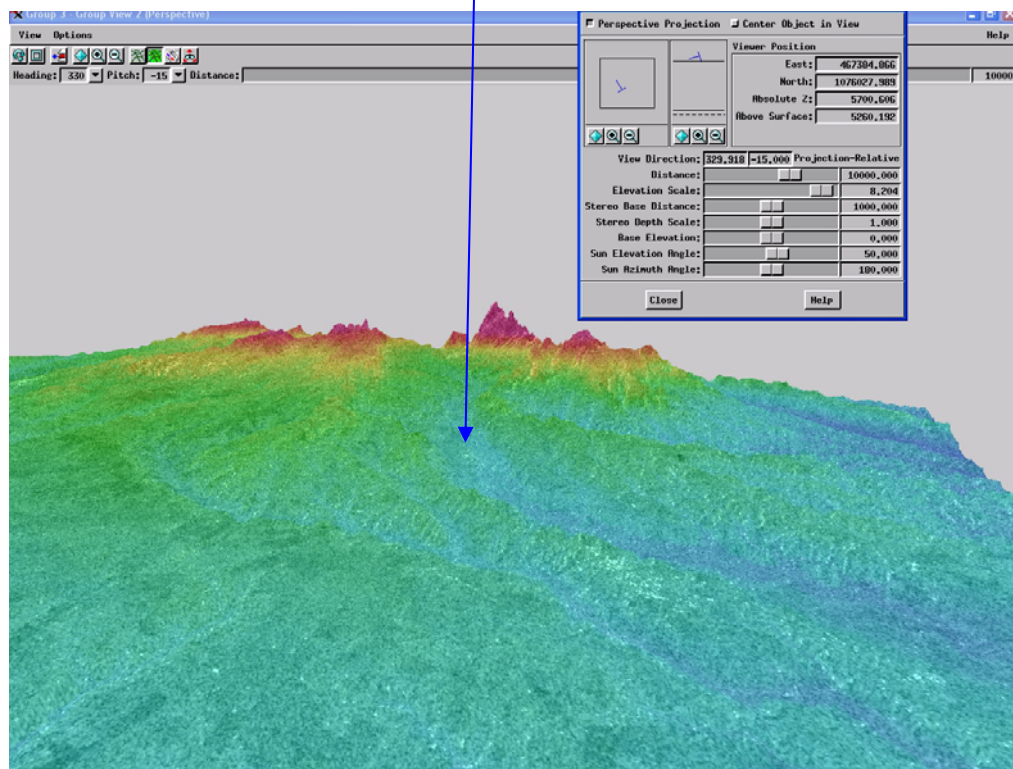 Group 3 - Group View 2 (Perspective)
View Options Help
Heading: 330 Pitch: -15 Distance: 10000
Perspective Projection Center Object in View
Viewer Position
East: 467384.066
North: 1076027.989
Absolute Z: 5700.606
Above Surface: 5260.192
View Direction: 329.918 -15.000 Projection-Relative
Distance: 10000.000
Elevation Scale: 8.204
Stereo Base Distance: 1000.000
Stereo Depth Scale: 1.000
Base Elevation: 0.000
Sun Elevation Angle: 50.000
Sun Azimuth Angle: 180.000
Close Help